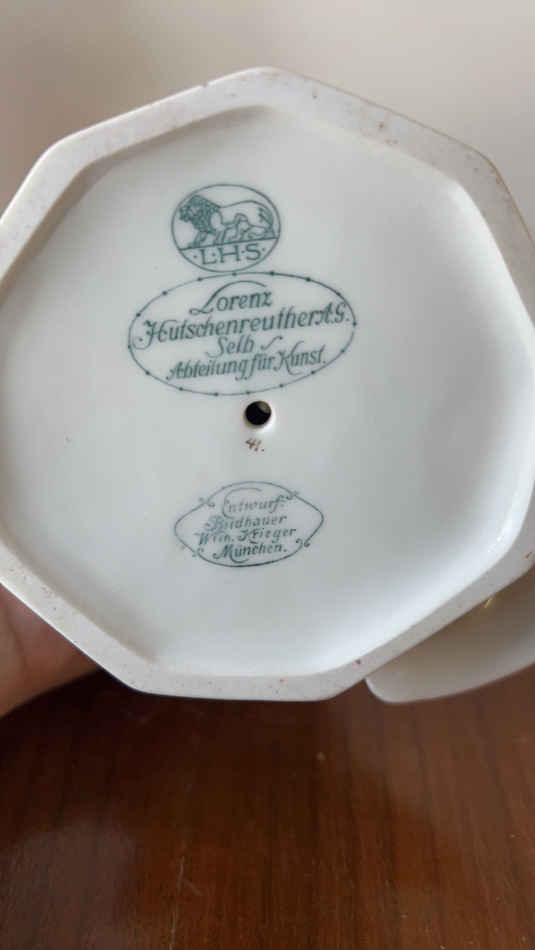 ·L·H·S·
Lorenz
Hutschenreuther A.G.
Selb
Abteilung für Kunst.
41.
Entwurf:
Bildhauer
Wilh. Krieger
München.